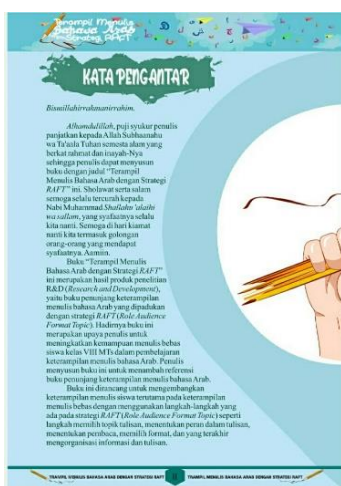 Terampil Menulis
Bahasa Arab
dengan Strategi RAFT
KATA PENGANTAR
Bismillahirrahmanirrahim.
Alhamdulillah, puji syukur penulis
panjatkan kepada Allah Subhaanahu
wa Ta'aala Tuhan semesta alam yang
berkat rahmat dan inayah-Nya
sehingga penulis dapat menyusun
buku dengan judul "Terampil
Menulis Bahasa Arab dengan Strategi
RAFT" ini. Sholawat serta salam
semoga selalu tercurah kepada
Nabi Muhammad Shallahu 'alaihi
wa sallam, yang syafaatnya selalu
kita nanti. Semoga di hari kiamat
nanti kita termasuk golongan
orang-orang yang mendapat
syafaatnya. Aamiin.
Buku "Terampil Menulis
Bahasa Arab dengan Strategi RAFT"
ini merupakan hasil produk penelitian
R&D (Research and Development),
yaitu buku penunjang keterampilan
menulis bahasa Arab yang dipadukan
dengan strategi RAFT (Role Audience
Format Topic). Hadirnya buku ini
merupakan upaya penulis untuk
meningkatkan kemampuan menulis bebas
siswa kelas VIII MTs dalam pembelajaran
keterampilan menulis bahasa Arab. Penulis
menyusun buku ini untuk menambah referensi
buku penunjang keterampilan menulis bahasa Arab.
Buku ini dirancang untuk mengembangkan
keterampilan menulis siswa terutama pada keterampilan
menulis bebas dengan menggunakan langkah-langkah yang
ada pada strategi RAFT (Role Audience Format Topic) seperti
langkah memilih topik tulisan, menentukan peran dalam tulisan,
menentukan pembaca, memilih format, dan yang terakhir
mengorganisasi informasi dan tulisan.
TRAMPIL MENULIS BAHASA ARAB DENGAN STRATEGI RAFT TRAMPIL MENULIS BAHASA ARAB DENGAN STRATEGI RAFT